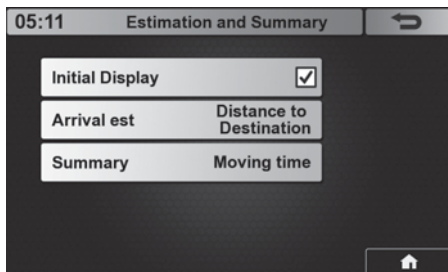 05:11 Estimation and Summary
Initial Display
Arrival est Distance to
Destination
Summary Moving time